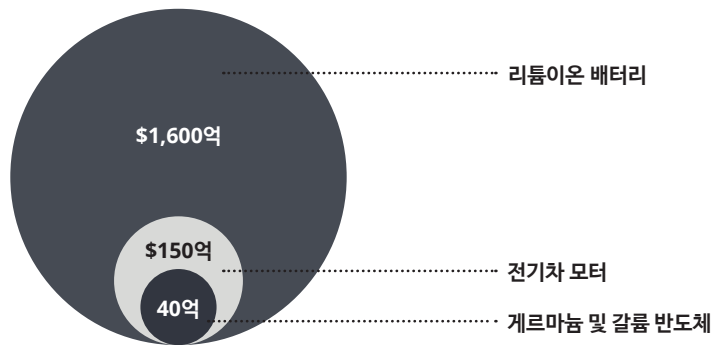 리튬이온 배터리
$1,600억
$150억
전기차 모터
40억
게르마늄 및 갈륨 반도체